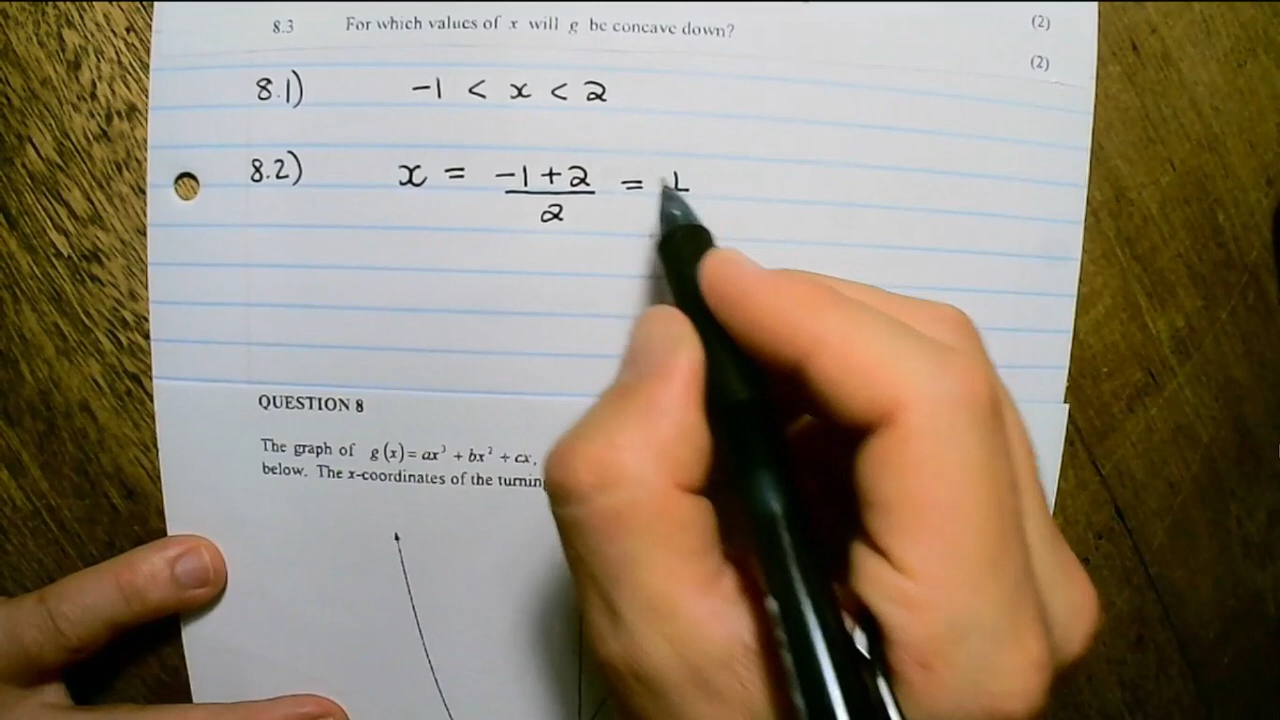 8.3 For which values of x will g be concave down? (2)
(2)
8.1) -1 < x < 2
8.2) x = \frac{-1+2}{2} = 1
QUESTION 8
The graph of g(x) = ax³ + bx² + cx,
below. The x-coordinates of the